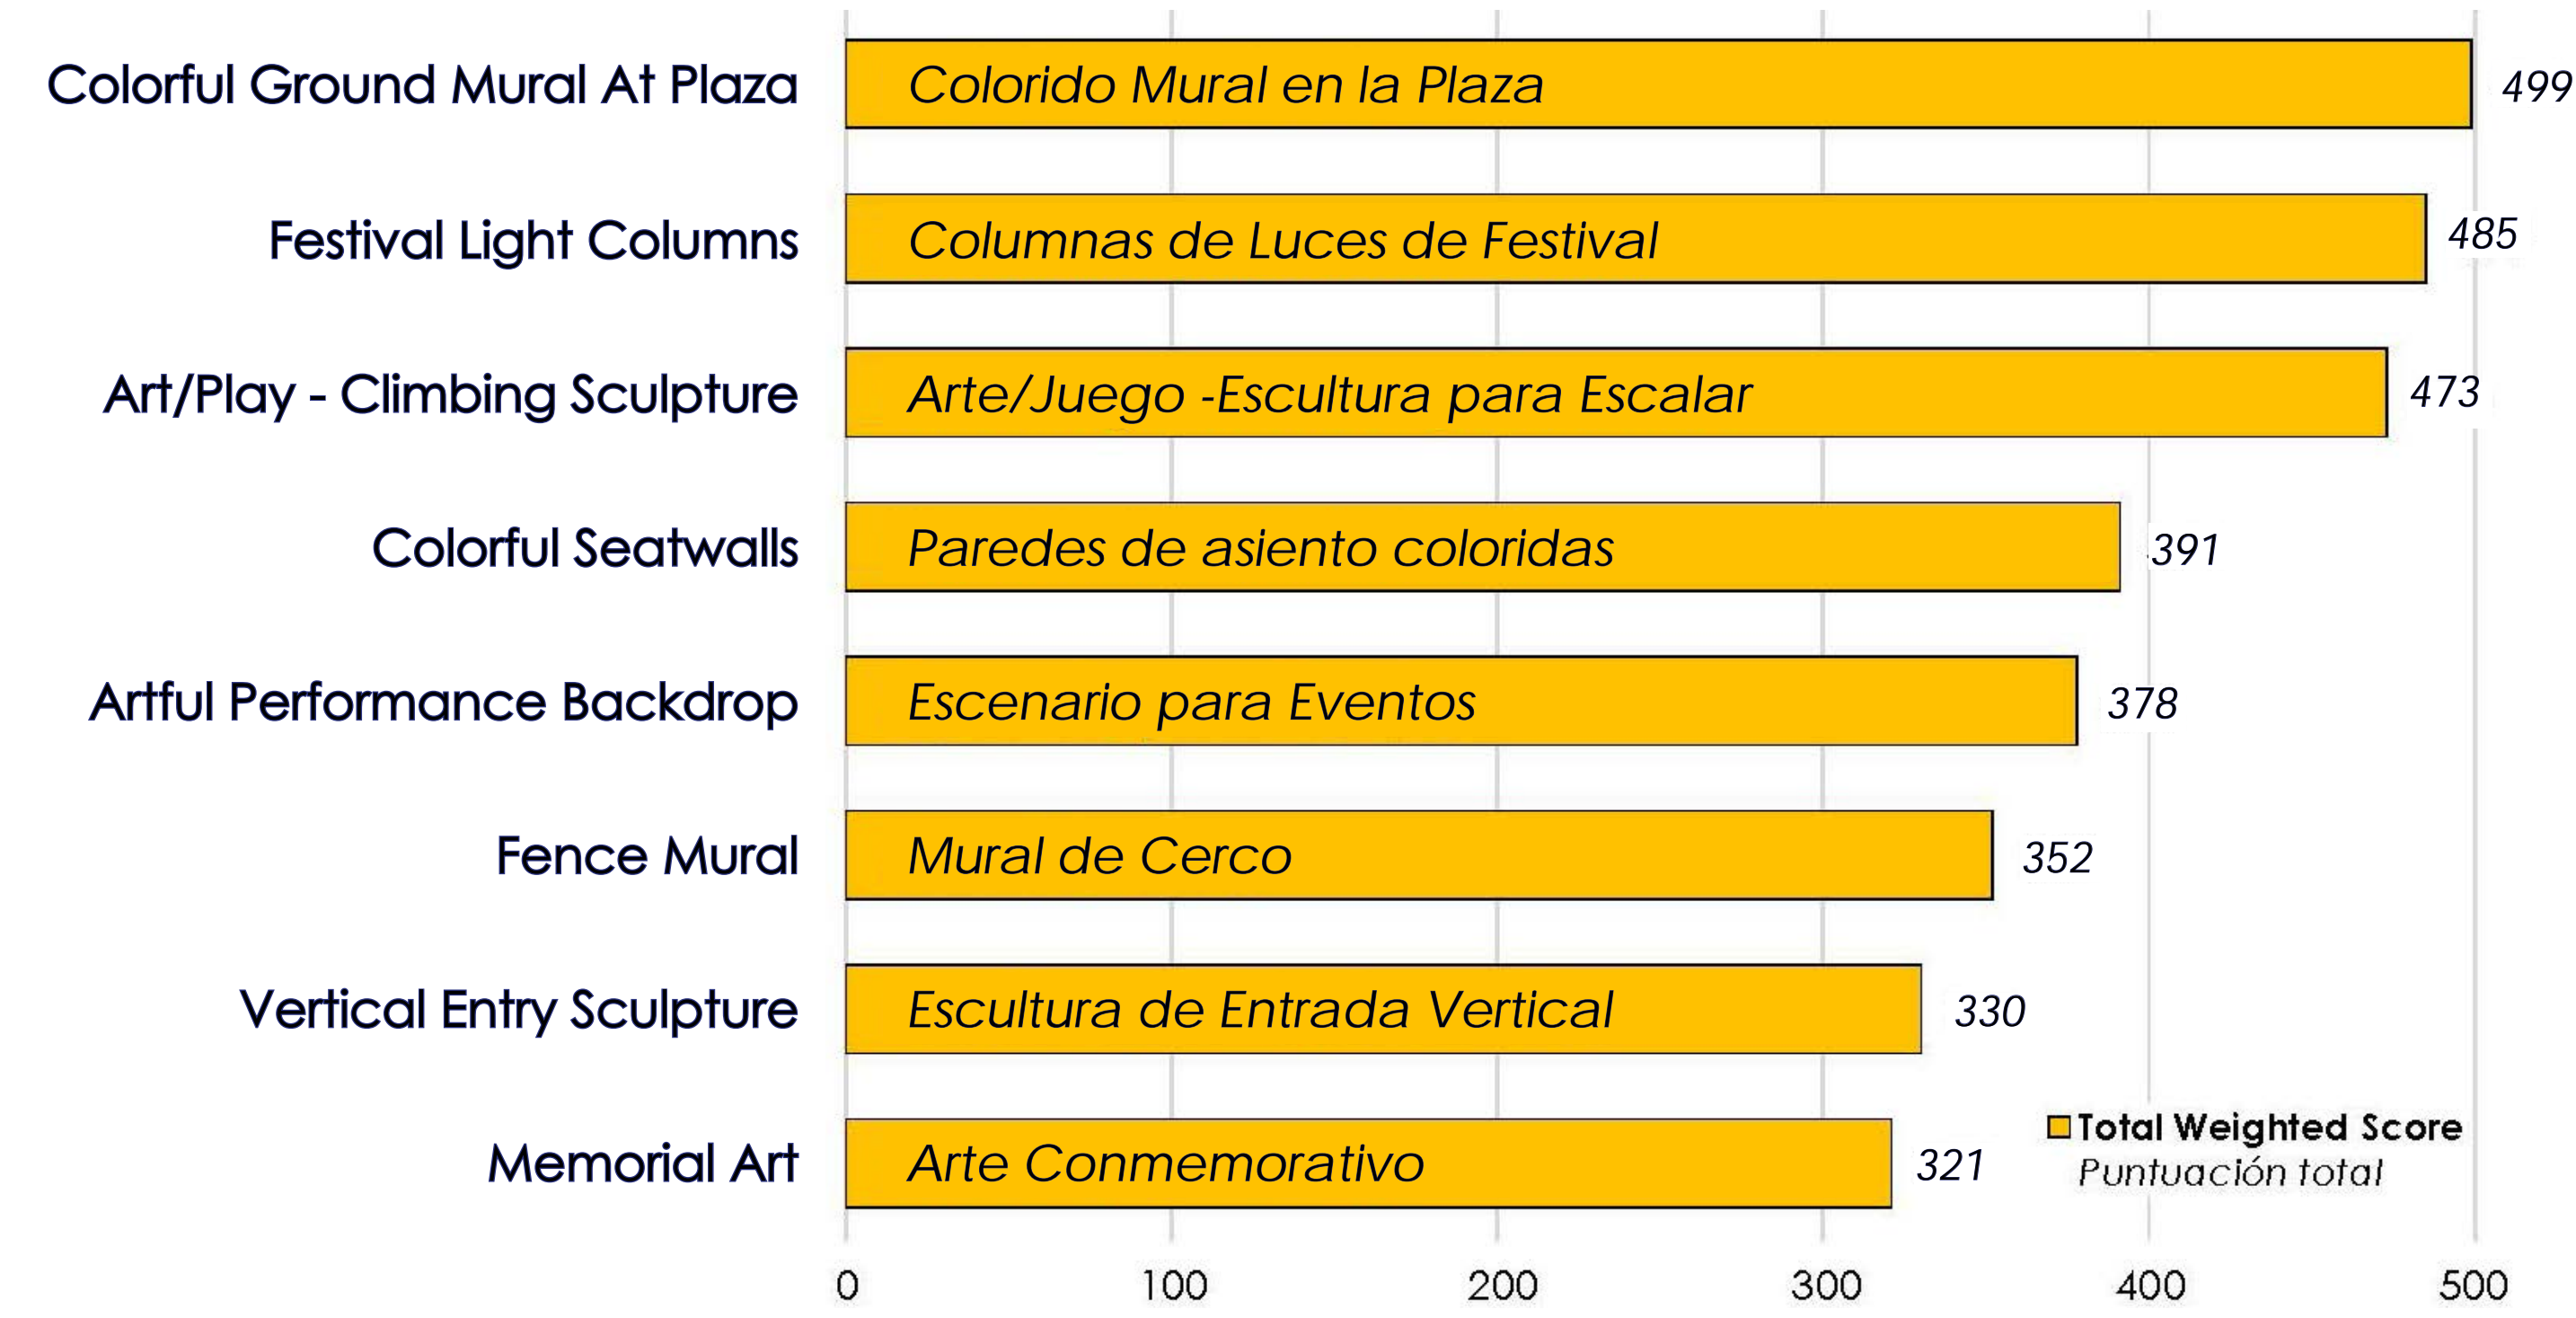 Colorful Ground Mural At Plaza Colorido Mural en la Plaza 499
Festival Light Columns Columnas de Luces de Festival 485
Art/Play - Climbing Sculpture Arte/Juego -Escultura para Escalar 473
Colorful Seatwalls Paredes de asiento coloridas 391
Artful Performance Backdrop Escenario para Eventos 378
Fence Mural Mural de Cerco 352
Vertical Entry Sculpture Escultura de Entrada Vertical 330
Memorial Art Arte Conmemorativo 321
Total Weighted Score
Puntuación total
0 100 200 300 400 500